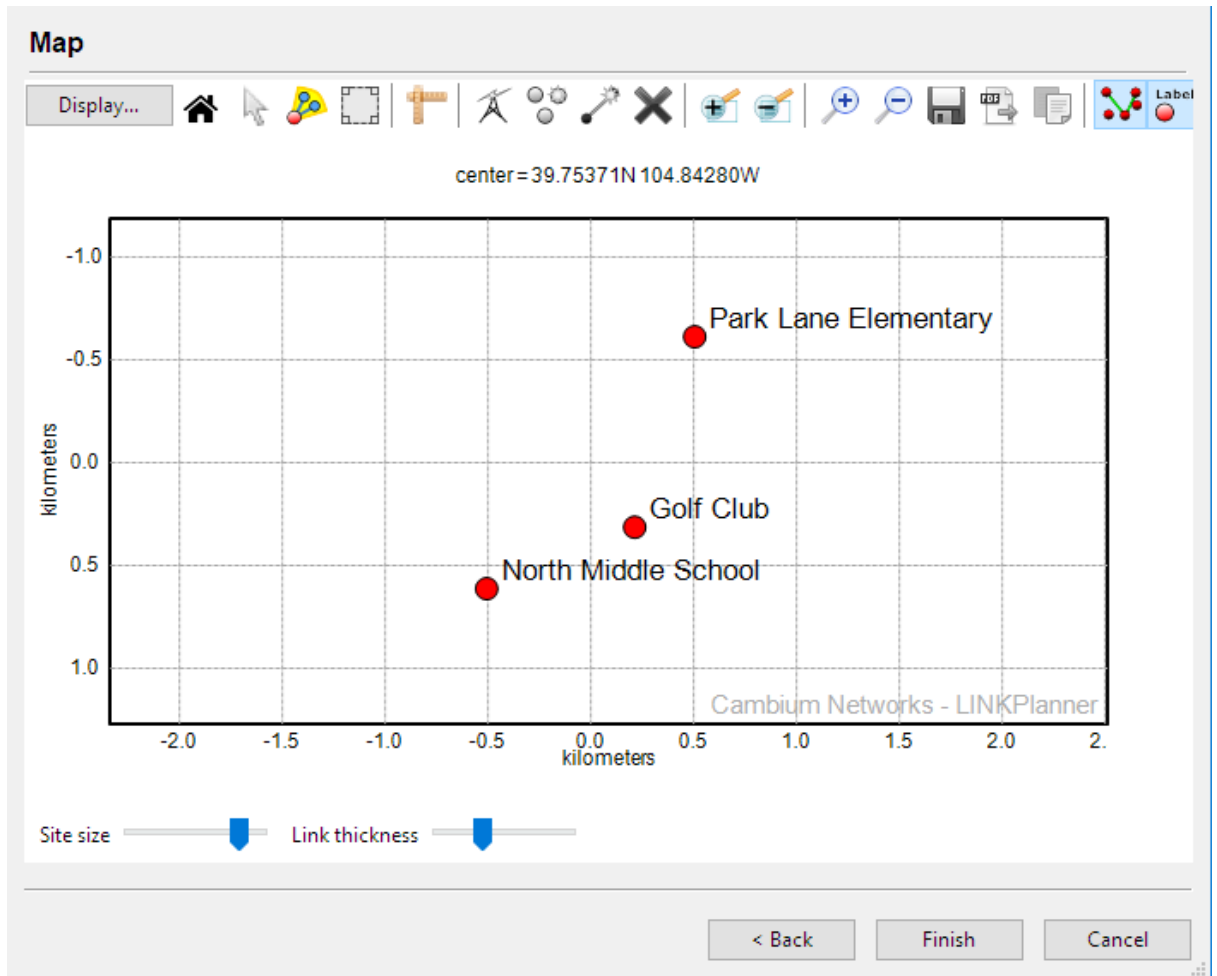 Map
Display...
PDF
Label
center = 39.75371N 104.84280W
-1.0
Park Lane Elementary
-0.5
kilometers
0.0
Golf Club
0.5
North Middle School
1.0
Cambium Networks - LINKPlanner
-2.0 -1.5 -1.0 -0.5 0.0 0.5 1.0 1.5 2.0 2.
kilometers
Site size Link thickness
< Back Finish Cancel